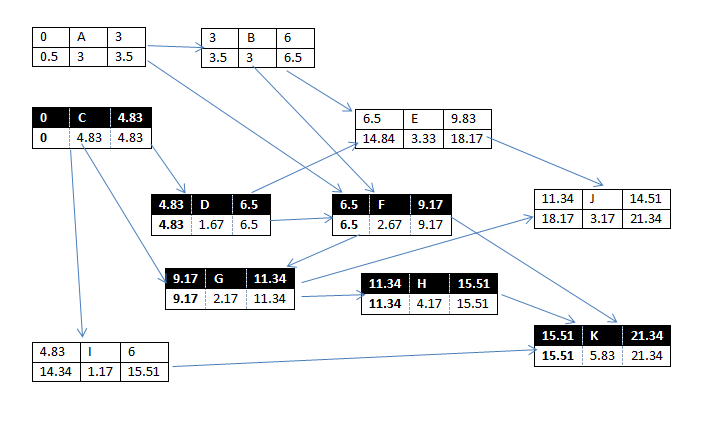 0 A 3
0.5 3 3.5
3 B 6
3.5 3 6.5
0 C 4.83
0 4.83 4.83
6.5 E 9.83
14.84 3.33 18.17
4.83 D 6.5
4.83 1.67 6.5
6.5 F 9.17
6.5 2.67 9.17
11.34 J 14.51
18.17 3.17 21.34
9.17 G 11.34
9.17 2.17 11.34
11.34 H 15.51
11.34 4.17 15.51
15.51 K 21.34
15.51 5.83 21.34
4.83 I 6
14.34 1.17 15.51